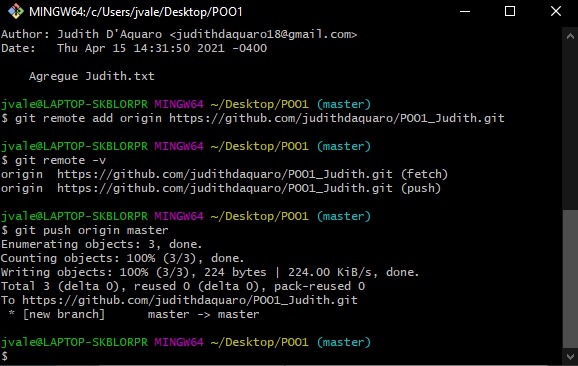 MINGW64:/c/Users/jvale/Desktop/POO1
Author: Judith D'Aquaro <judithdaquaro18@gmail.com>
Date:   Thu Apr 15 14:31:50 2021 -0400
    Agregue Judith.txt
jvale@LAPTOP-SKBLORPR MINGW64 ~/Desktop/POO1 (master)
$ git remote add origin https://github.com/judithdaquaro/POO1_Judith.git
jvale@LAPTOP-SKBLORPR MINGW64 ~/Desktop/POO1 (master)
$ git remote -v
origin  https://github.com/judithdaquaro/POO1_Judith.git (fetch)
origin  https://github.com/judithdaquaro/POO1_Judith.git (push)
jvale@LAPTOP-SKBLORPR MINGW64 ~/Desktop/POO1 (master)
$ git push origin master
Enumerating objects: 3, done.
Counting objects: 100% (3/3), done.
Writing objects: 100% (3/3), 224 bytes | 224.00 KiB/s, done.
Total 3 (delta 0), reused 0 (delta 0), pack-reused 0
To https://github.com/judithdaquaro/POO1_Judith.git
 * [new branch]      master -> master
jvale@LAPTOP-SKBLORPR MINGW64 ~/Desktop/POO1 (master)
$